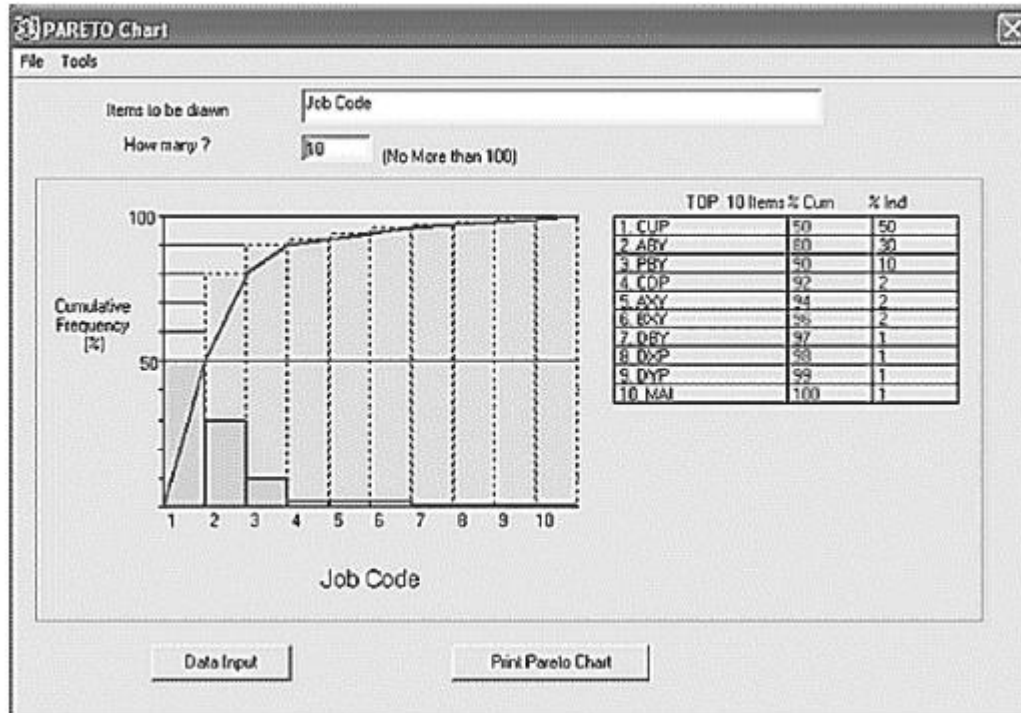 PARETO Chart
File Tools
Items to be drawn Job Code
How many ? 10 (No More than 100)
TOP 10 Items % Cum % Ind
1. CUP 50 50
2. ABY 80 30
3. PBY 90 10
4. CDP 92 2
5. AXY 94 2
6. BXY 96 2
7. DBY 97 1
8. DXP 98 1
9. DYP 99 1
10. MAI 100 1
100
Cumulative
Frequency
[%]
50
1 2 3 4 5 6 7 8 9 10
Job Code
Data Input Print Pareto Chart